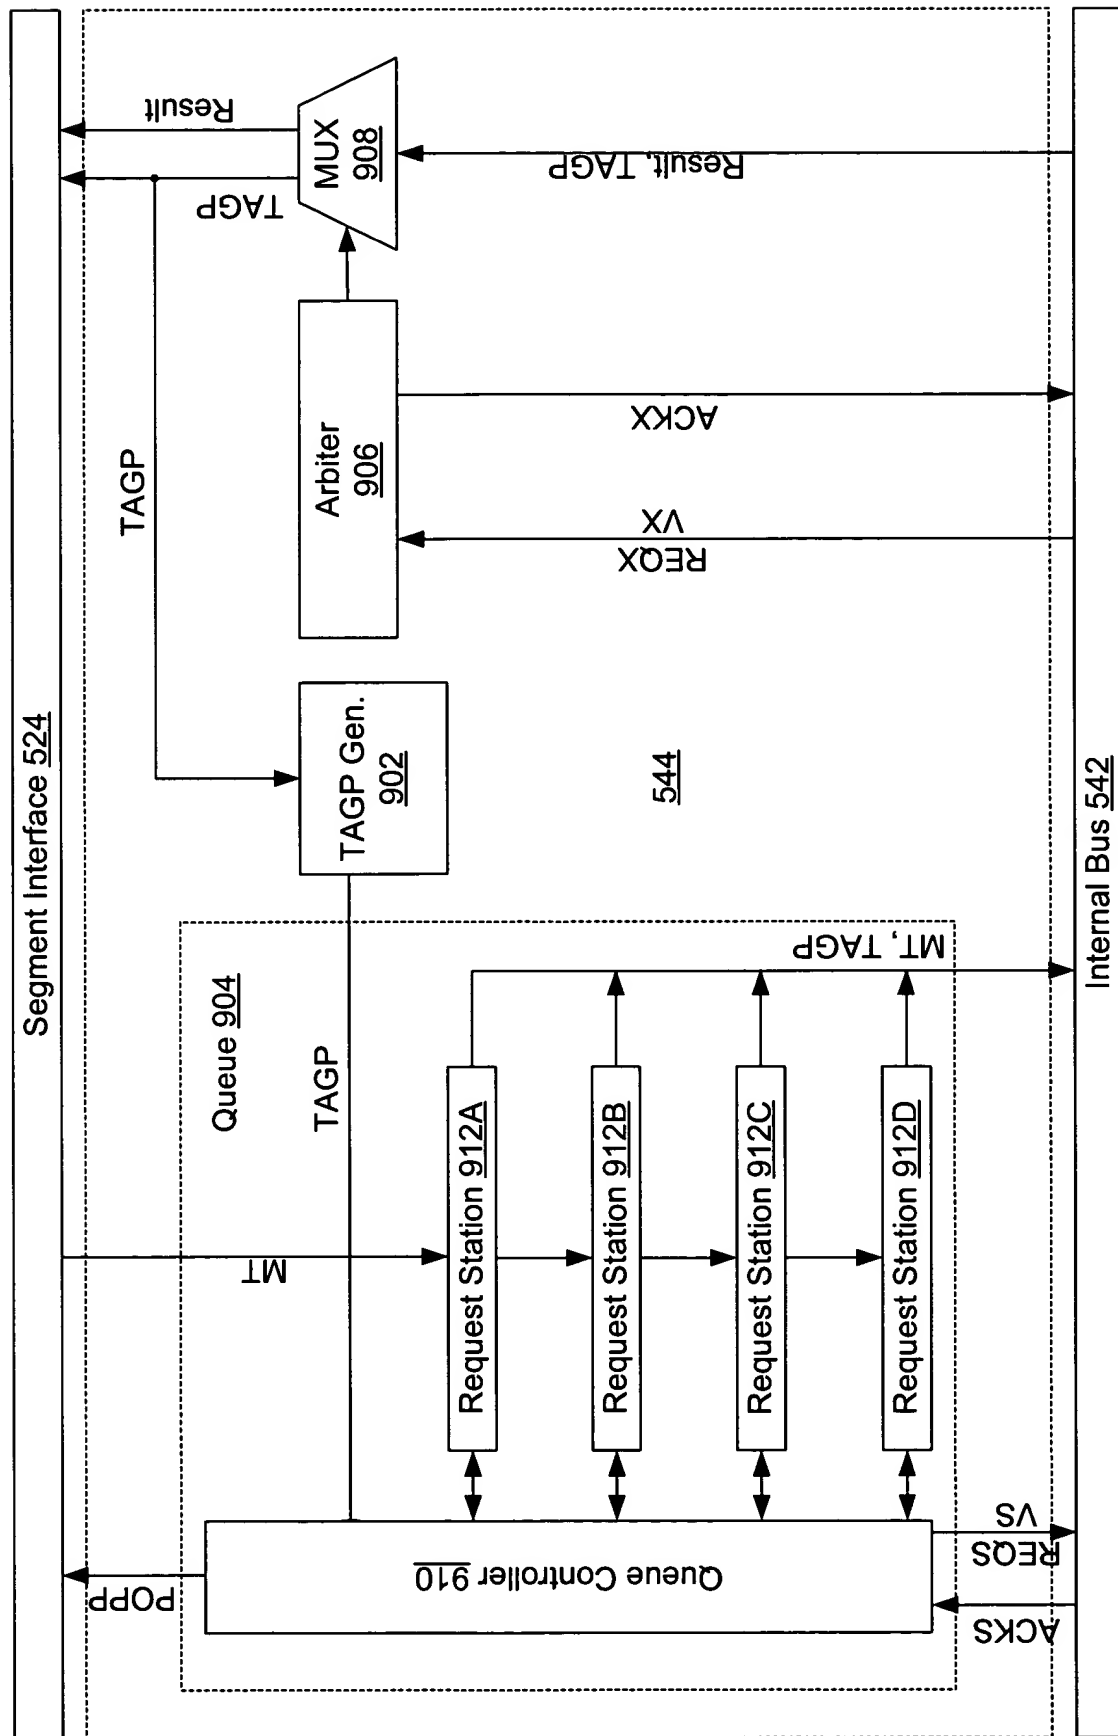 Segment Interface 524
POPP
MT
Queue 904
TAGP
Queue Controller 910
Request Station 912A
Request Station 912B
Request Station 912C
Request Station 912D
MT, TAGP
ACKS
REQS
VS
TAGP Gen.
902
544
TAGP
Arbiter
906
REQX
VX
ACKX
TAGP
Result
MUX
908
Result, TAGP
Internal Bus 542